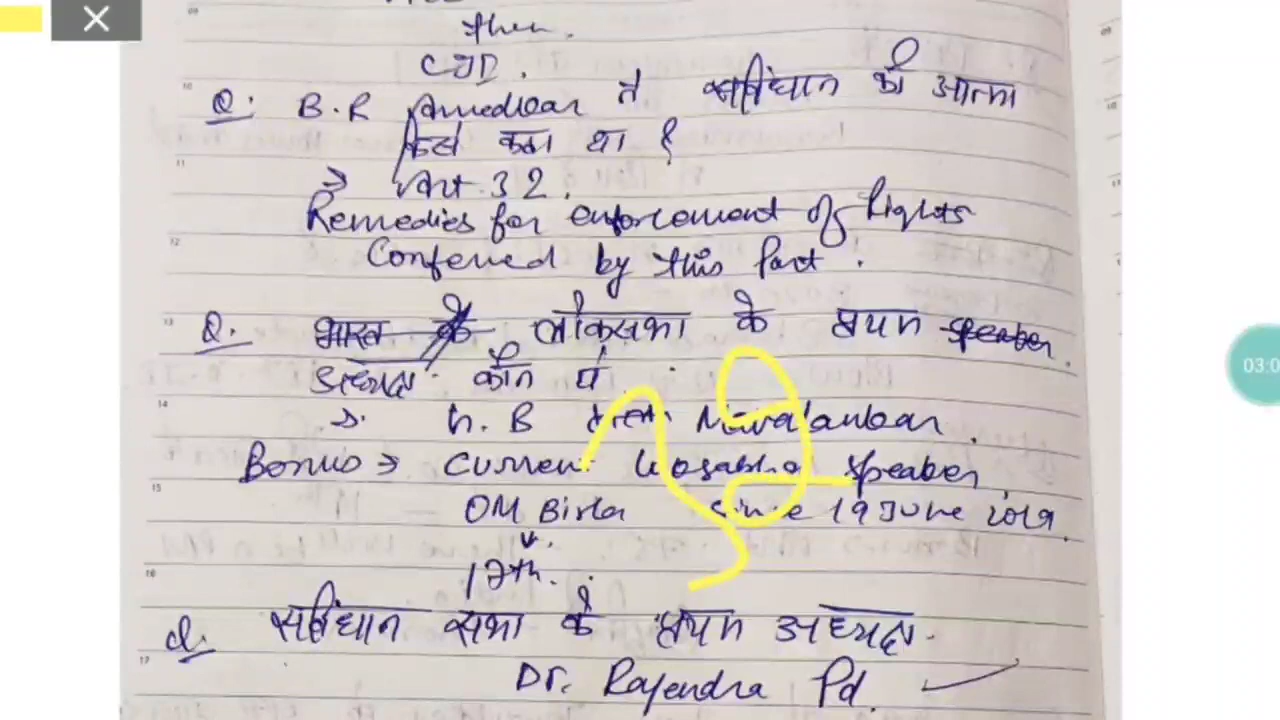 then.
Q: B.R Amedkar ने संविधान की आत्मा
किसे कहा था ?
⇒ Art. 32.
Remedies for enforcement of Rights
Conferred by this Part.
Q. भारत के लोकसभा के प्रथम speaker.
अध्यक्ष कौन थे
→ G. B Mavalankar.
Bonus ⇒ Current Loksabha speaker
OM Birla since 19 June 2019
17th.
Q. संविधान सभा के प्रथम अध्यक्ष.
Dr. Rajendra Pd.
03:0